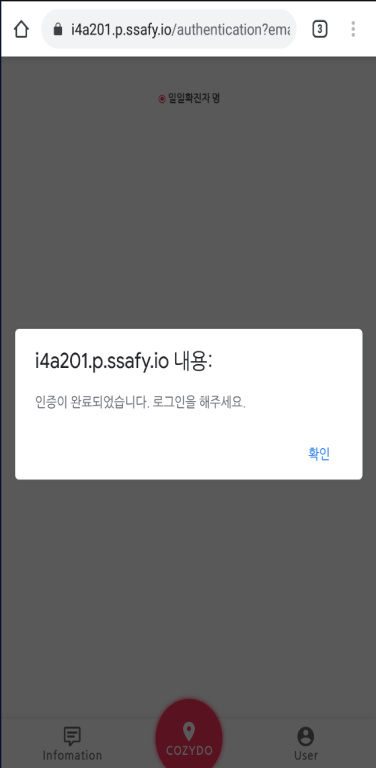 i4a201.p.ssafy.io/authentication?ema
3
일일확진자 명
i4a201.p.ssafy.io 내용:
인증이 완료되었습니다. 로그인을 해주세요.
확인
Infomation
COZYDO
User